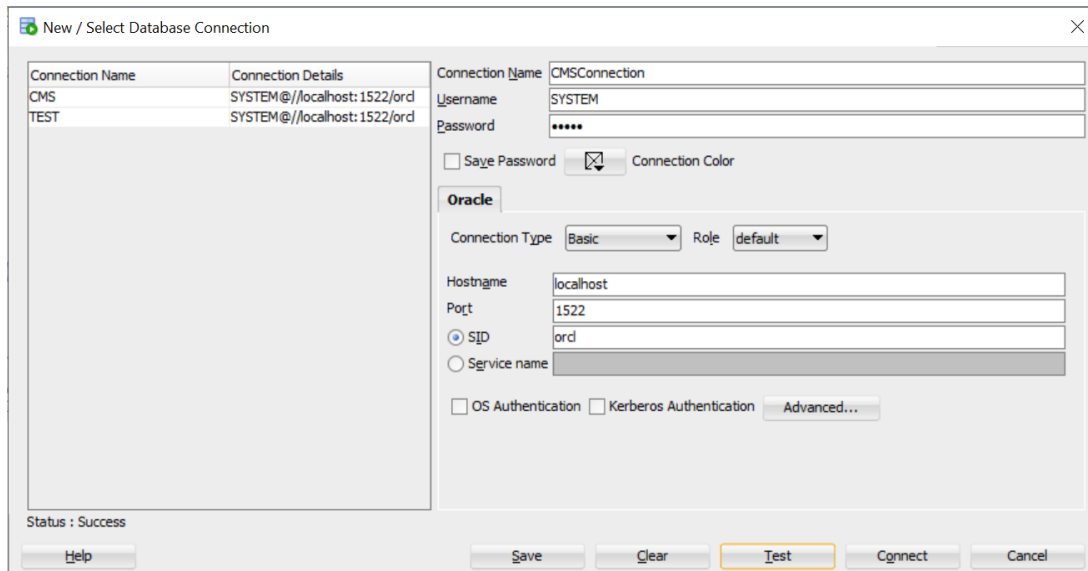 New / Select Database Connection
Connection Name Connection Details
CMS SYSTEM@//localhost:1522/orcl
TEST SYSTEM@//localhost:1522/orcl
Connection Name CMSConnection
Username SYSTEM
Password •••••
Save Password Connection Color
Oracle
Connection Type Basic Role default
Hostname localhost
Port 1522
SID orcl
Service name
OS Authentication Kerberos Authentication Advanced...
Status : Success
Help Save Clear Test Connect Cancel